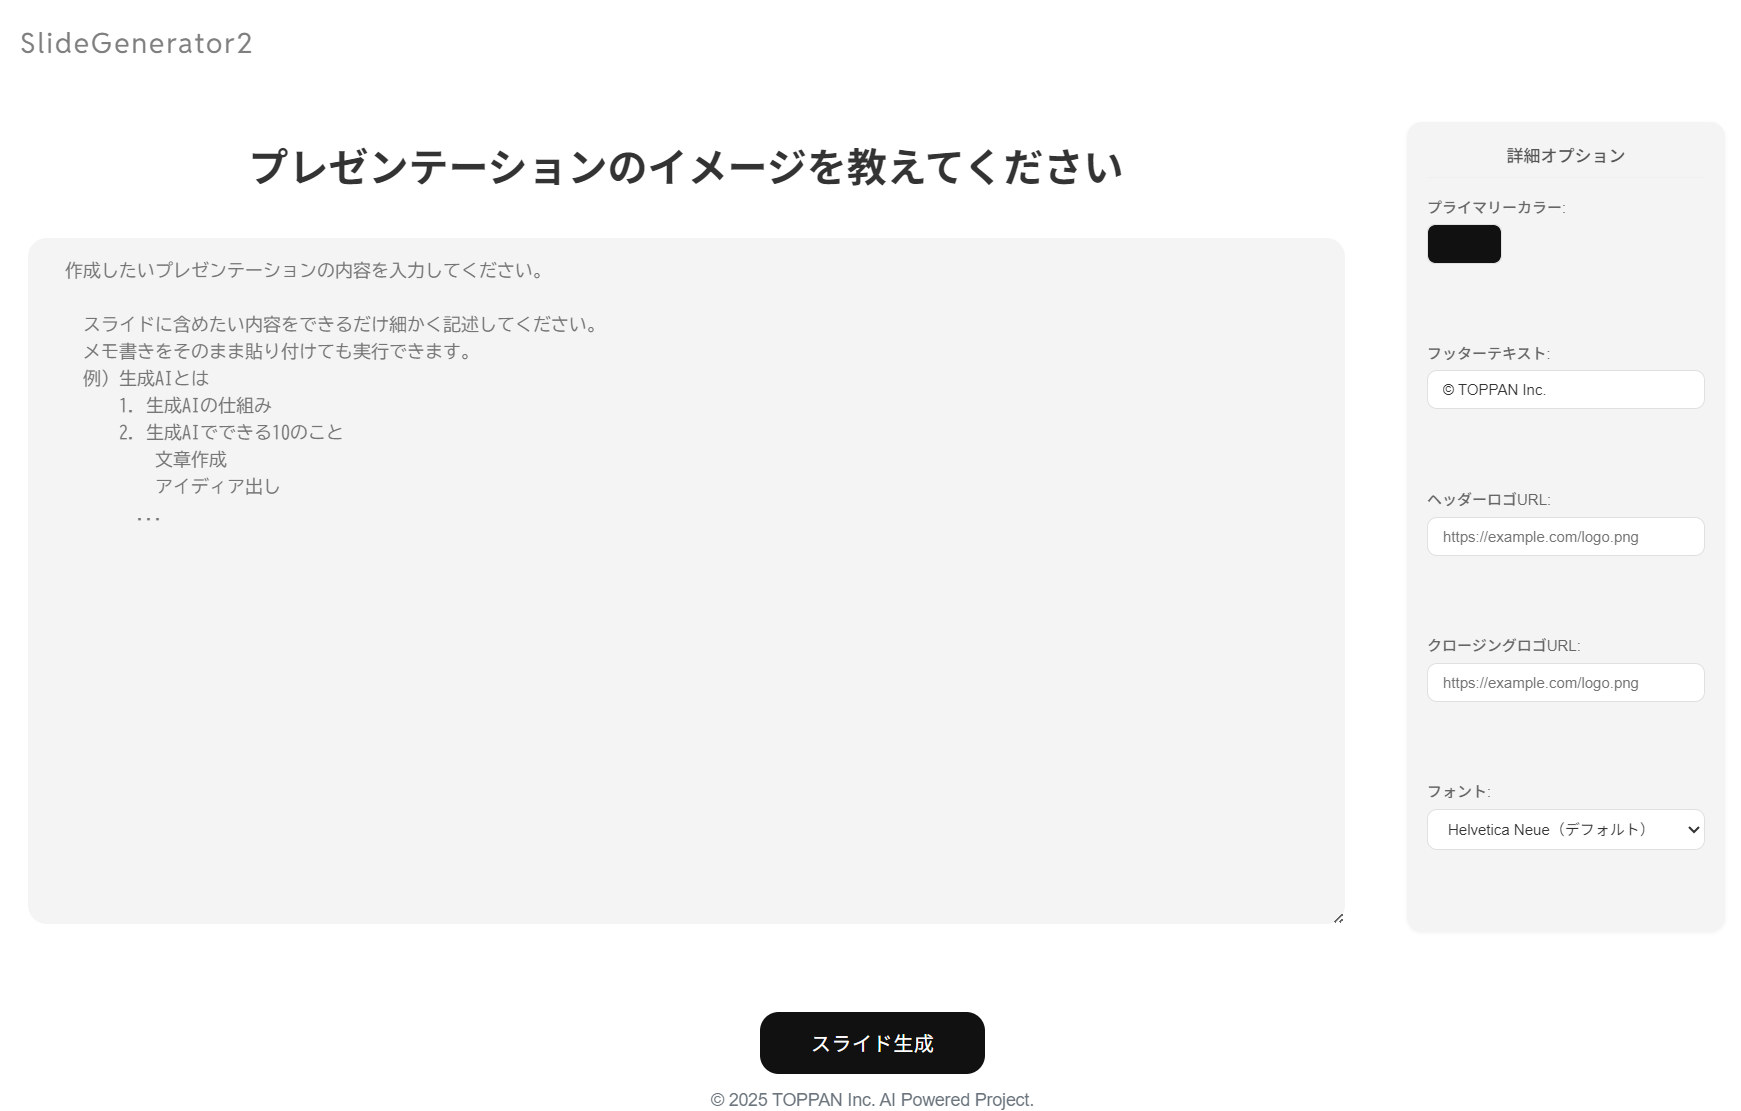 SlideGenerator2
プレゼンテーションのイメージを教えてください
作成したいプレゼンテーションの内容を入力してください。
スライドに含めたい内容をできるだけ細かく記述してください。
メモ書きをそのまま貼り付けても実行できます。
例）生成AIとは
1. 生成AIの仕組み
2. 生成AIでできる10のこと
文章作成
アイディア出し
...
詳細オプション
プライマリーカラー:
フッターテキスト:
© TOPPAN Inc.
ヘッダーロゴURL:
https://example.com/logo.png
クロージングロゴURL:
https://example.com/logo.png
フォント:
Helvetica Neue（デフォルト）
スライド生成
© 2025 TOPPAN Inc. AI Powered Project.